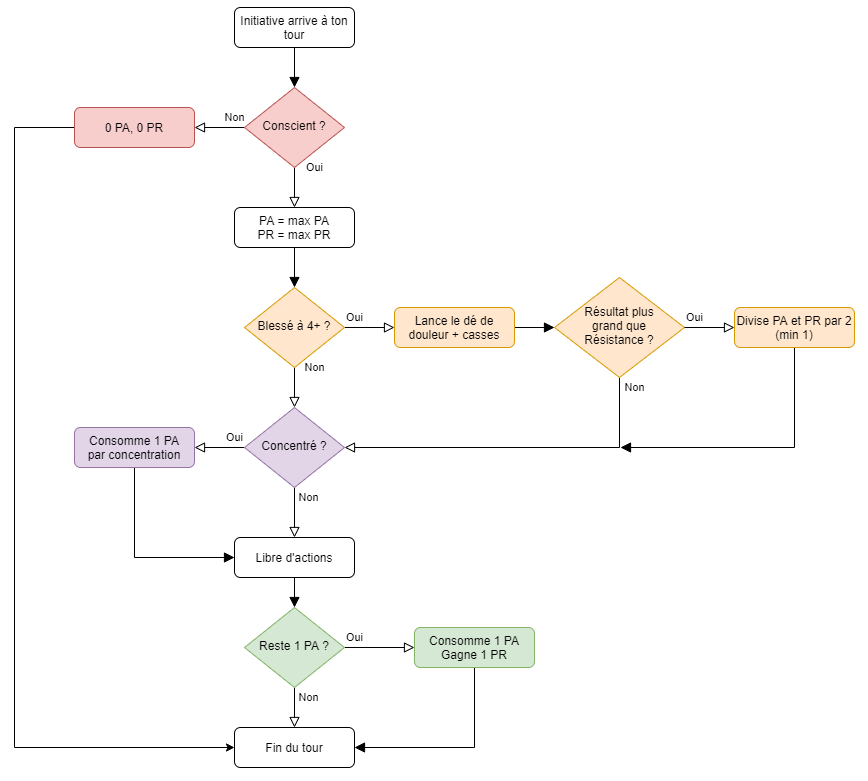 Initiative arrive à ton
tour
Conscient ?
Non
0 PA, 0 PR
Oui
PA = max PA
PR = max PR
Blessé à 4+ ?
Oui
Lance le dé de
douleur + casses
Résultat plus
grand que
Résistance ?
Oui
Divise PA et PR par 2
(min 1)
Non
Non
Concentré ?
Oui
Consomme 1 PA
par concentration
Non
Libre d'actions
Reste 1 PA ?
Oui
Consomme 1 PA
Gagne 1 PR
Non
Fin du tour